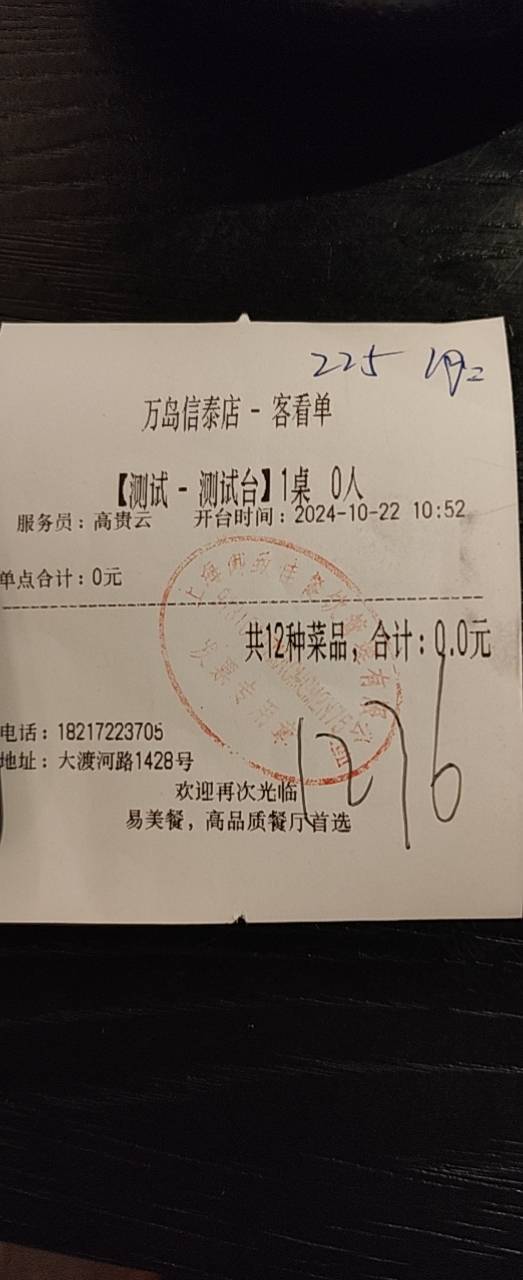 225
万岛信泰店 - 客看单
【测试 - 测试台】1桌 0人
服务员：高贵云 开台时间：2024-10-22 10:52
单点合计：0元
共12种菜品，合计：0.0元
电话：18217223705
地址：大渡河路1428号
1276
欢迎再次光临
易美餐，高品质餐厅首选